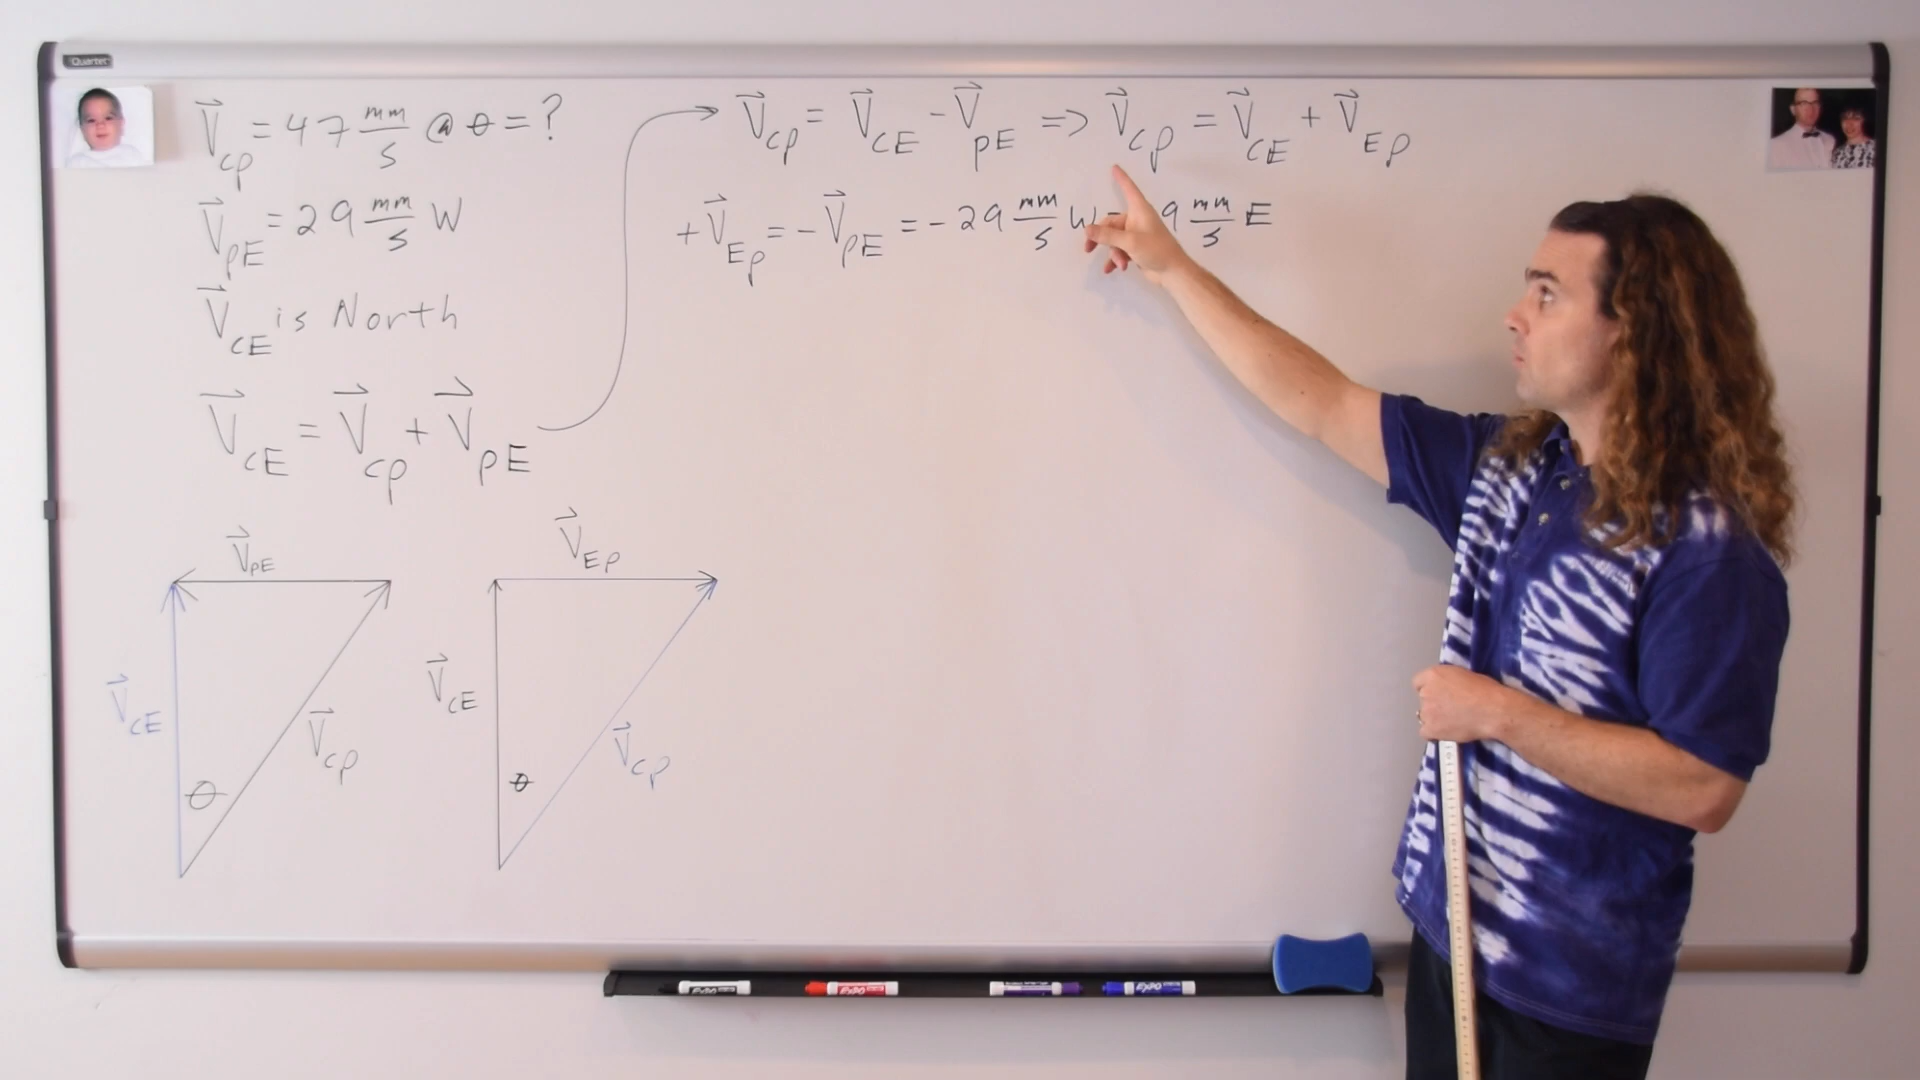 Quartet
V⃗cp = 47 mm/s @ θ = ?
V⃗pE = 29 mm/s W
V⃗cE is North
V⃗cE = V⃗cp + V⃗pE
V⃗cp = V⃗cE - V⃗pE => V⃗cp = V⃗cE + V⃗Ep
+V⃗Ep = -V⃗pE = -29 mm/s W 9 mm/s E
V⃗pE
V⃗cE
θ
V⃗cp
V⃗Ep
V⃗cE
θ
V⃗cp
EXPO
EXPO
EXPO